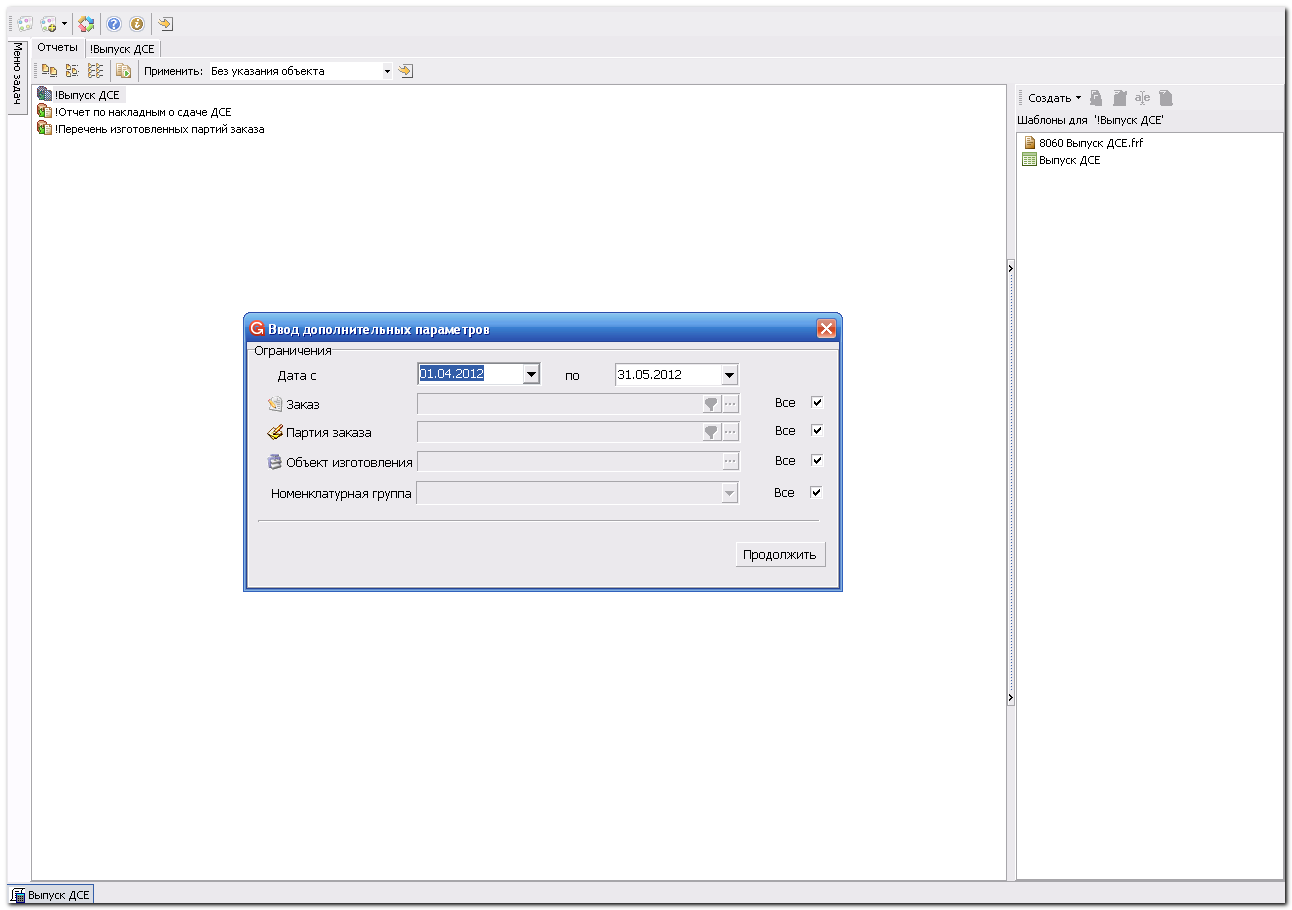 Меню задач
Отчеты
!Выпуск ДСЕ
Применить: Без указания объекта
!Выпуск ДСЕ
!Отчет по накладным о сдаче ДСЕ
!Перечень изготовленных партий заказа
Создать
Шаблоны для '!Выпуск ДСЕ'
8060 Выпуск ДСЕ.frf
Выпуск ДСЕ
Ввод дополнительных параметров
Ограничения
Дата с 01.04.2012 по 31.05.2012
Заказ Все
Партия заказа Все
Объект изготовления Все
Номенклатурная группа Все
Продолжить
Выпуск ДСЕ